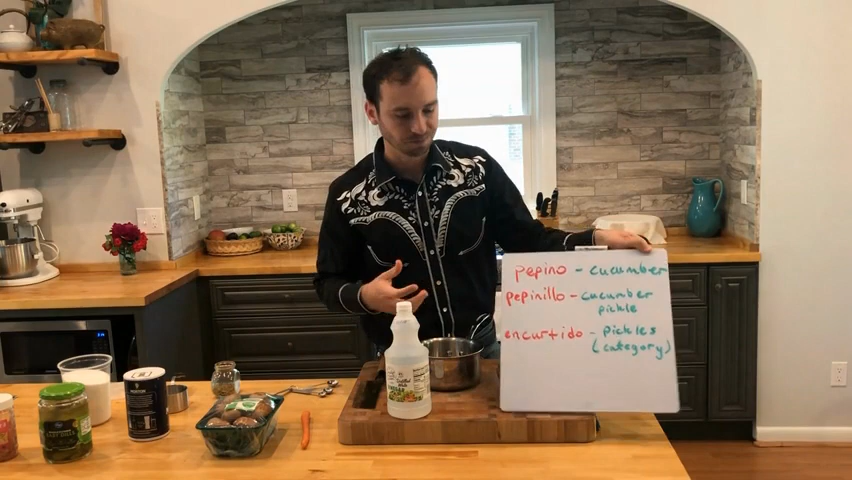 pepino - cucumber
pepinillo - cucumber
pickle
encurtido - pickles
(category)